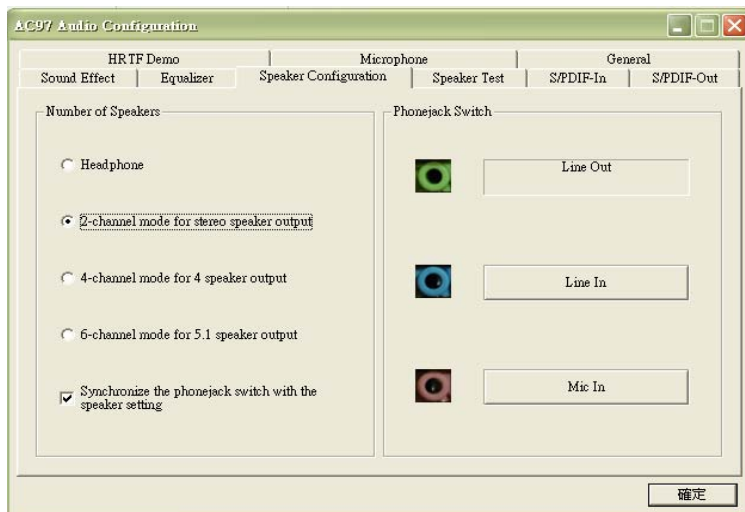 AC97 Audio Configuration
HRTF Demo Microphone General
Sound Effect Equalizer Speaker Configuration Speaker Test S/PDIF-In S/PDIF-Out
Number of Speakers
Headphone
2-channel mode for stereo speaker output
4-channel mode for 4 speaker output
6-channel mode for 5.1 speaker output
Synchronize the phonejack switch with the
speaker setting
Phonejack Switch
Line Out
Line In
Mic In
確定